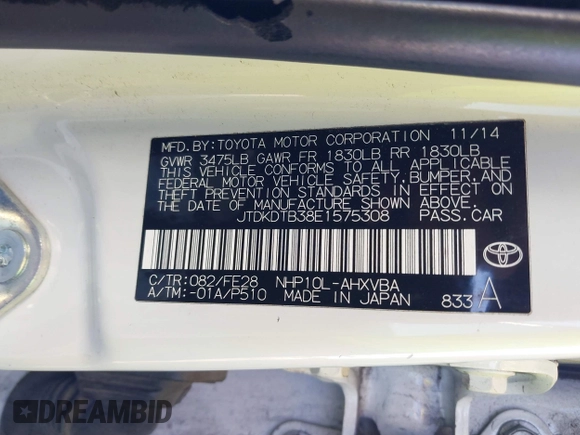 MFD.BY:TOYOTA MOTOR CORPORATION 11/14
GVWR 3475LB GAWR FR 1830LB RR 1830LB
THIS VEHICLE CONFORMS TO ALL APPLICABLE
FEDERAL MOTOR VEHICLE SAFETY,BUMPER,AND
THEFT PREVENTION STANDARDS IN EFFECT ON
THE DATE OF MANUFACTURE SHOWN ABOVE.
JTDKDTB38E1575308 PASS.CAR
C/TR:082/FE28 NHP10L-AHXVBA
A/TM:-01A/P510 MADE IN JAPAN 833 A
DREAMBID